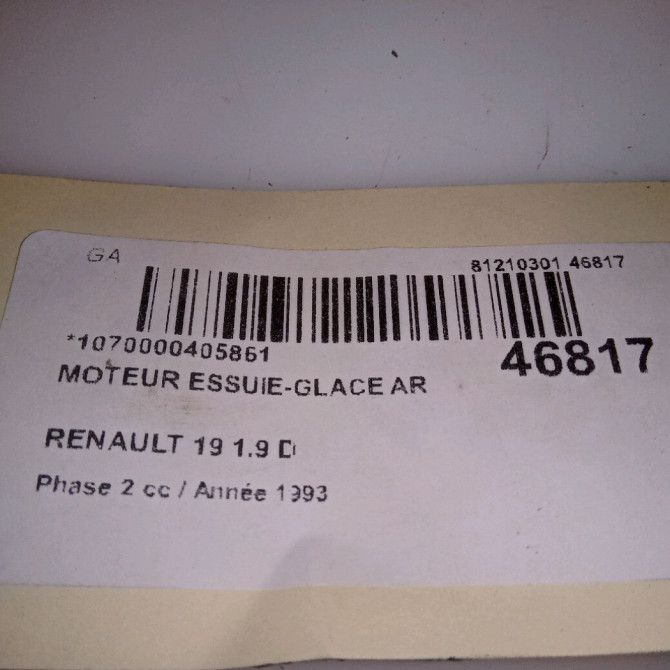 GA
81210301 46817
*1070000405861
46817
MOTEUR ESSUIE-GLACE AR
RENAULT 19 1.9 D
Phase 2 cc / Année 1993